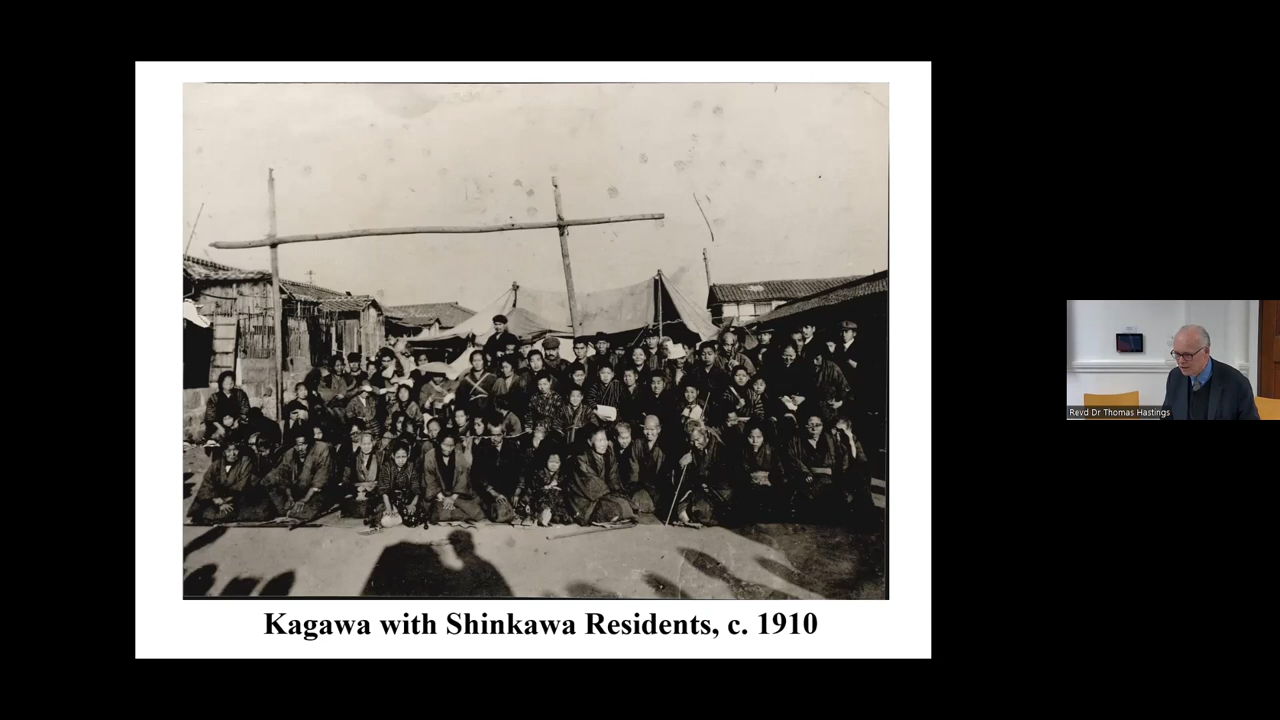 Kagawa with Shinkawa Residents, c. 1910
Revd Dr Thomas Hastings